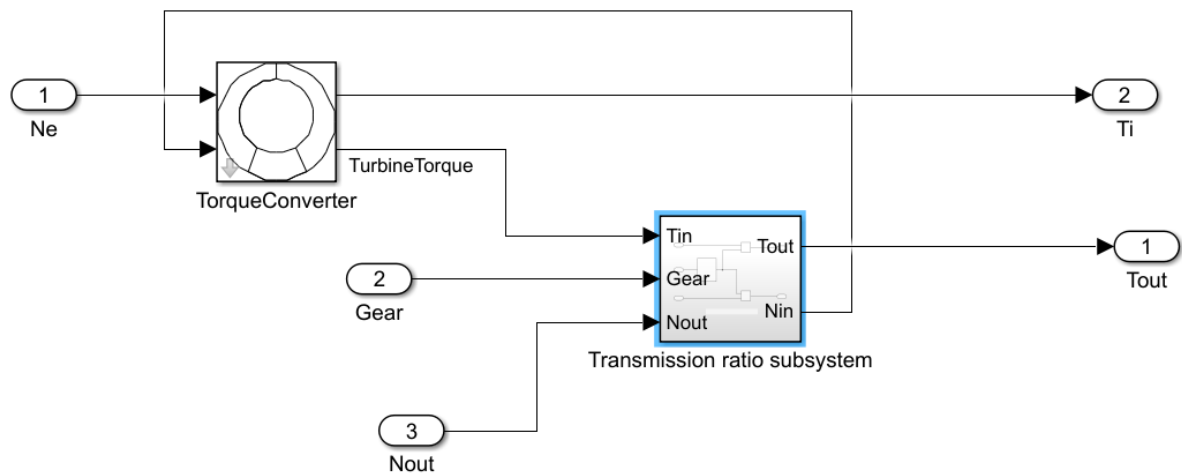 1
Ne
TorqueConverter
TurbineTorque
2
Ti
2
Gear
Tin
Gear
Nout
Tout
Nin
Transmission ratio subsystem
1
Tout
3
Nout